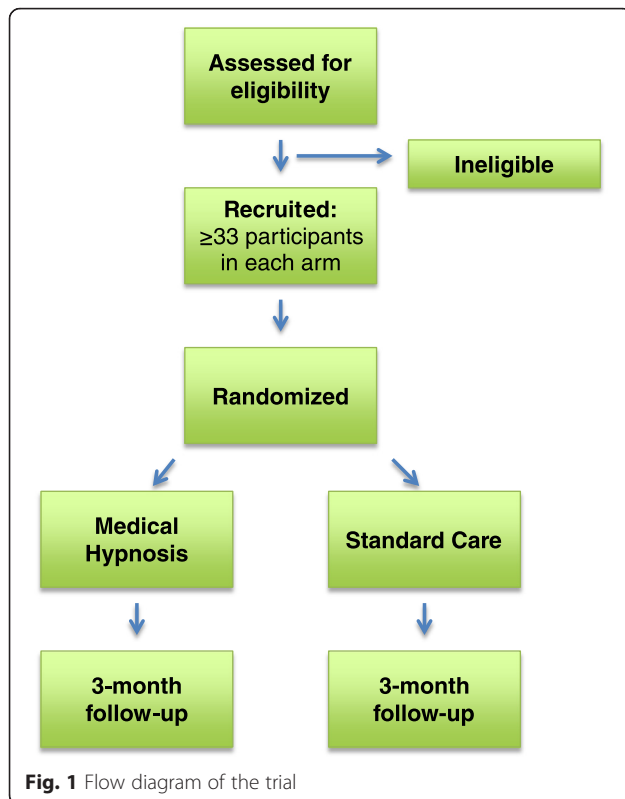 Assessed for
eligibility
Ineligible
Recruited:
≥33 participants
in each arm
Randomized
Medical
Hypnosis
Standard Care
3-month
follow-up
3-month
follow-up
Fig. 1 Flow diagram of the trial